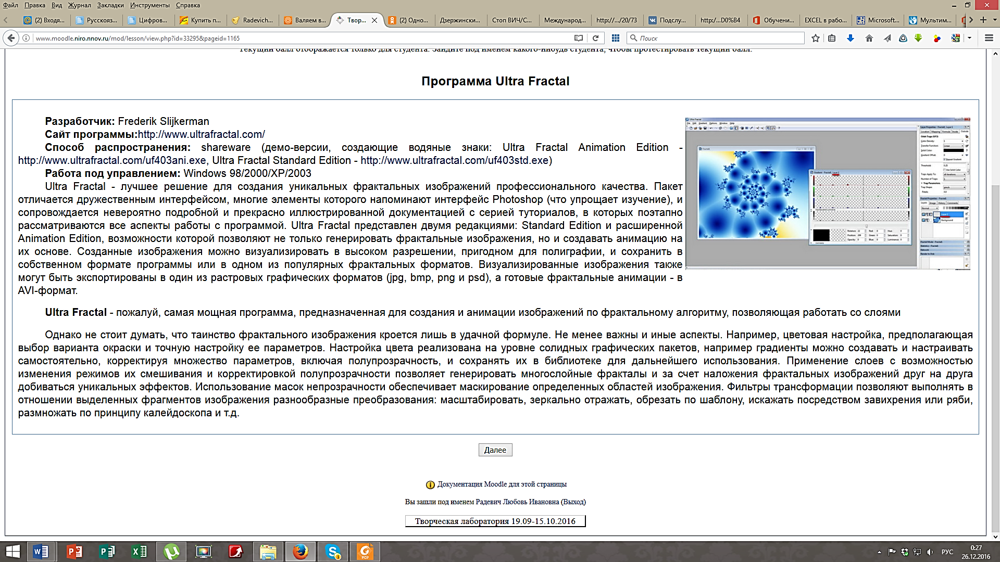 Файл Правка Вид Журнал Закладки Инструменты Справка
(2) Входя... Русскояз... Цифров... Купить п... Radevich... Валяем в... Твор... (2) Одно... Дзержински... Стоп ВИЧ/С... Международ... http://.../20/73 Подслу... http:/...D0%B4 Обучени... EXCEL в рабо... Microsoft... Мультим...
www.moodle.niro.nnov.ru/mod/lesson/view.php?id=33295&pageid=1165 Поиск
Текущий балл отображается только для студента. Зайдите под именем какого-нибудь студента, чтобы протестировать текущий балл.
Программа Ultra Fractal
Разработчик: Frederik Slijkerman
Сайт программы:http://www.ultrafractal.com/
Способ распространения: shareware (демо-версии, создающие водяные знаки: Ultra Fractal Animation Edition -
http://www.ultrafractal.com/uf403ani.exe, Ultra Fractal Standard Edition - http://www.ultrafractal.com/uf403std.exe)
Работа под управлением: Windows 98/2000/XP/2003
Ultra Fractal - лучшее решение для создания уникальных фрактальных изображений профессионального качества. Пакет
отличается дружественным интерфейсом, многие элементы которого напоминают интерфейс Photoshop (что упрощает изучение), и
сопровождается невероятно подробной и прекрасно иллюстрированной документацией с серией туториалов, в которых поэтапно
рассматриваются все аспекты работы с программой. Ultra Fractal представлен двумя редакциями: Standard Edition и расширенной
Animation Edition, возможности которой позволяют не только генерировать фрактальные изображения, но и создавать анимацию на
их основе. Созданные изображения можно визуализировать в высоком разрешении, пригодном для полиграфии, и сохранить в
собственном формате программы или в одном из популярных фрактальных форматов. Визуализированные изображения также
могут быть экспортированы в один из растровых графических форматов (jpg, bmp, png и psd), а готовые фрактальные анимации - в
AVI-формат.
Ultra Fractal - пожалуй, самая мощная программа, предназначенная для создания и анимации изображений по фрактальному алгоритму, позволяющая работать со слоями
Однако не стоит думать, что таинство фрактального изображения кроется лишь в удачной формуле. Не менее важны и иные аспекты. Например, цветовая настройка, предполагающая
выбор варианта окраски и точную настройку ее параметров. Настройка цвета реализована на уровне солидных графических пакетов, например градиенты можно создавать и настраивать
самостоятельно, корректируя множество параметров, включая полупрозрачность, и сохранять их в библиотеке для дальнейшего использования. Применение слоев с возможностью
изменения режимов их смешивания и корректировкой полупрозрачности позволяет генерировать многослойные фракталы и за счет наложения фрактальных изображений друг на друга
добиваться уникальных эффектов. Использование масок непрозрачности обеспечивает маскирование определенных областей изображения. Фильтры трансформации позволяют выполнять в
отношении выделенных фрагментов изображения разнообразные преобразования: масштабировать, зеркально отражать, обрезать по шаблону, искажать посредством завихрения или ряби,
размножать по принципу калейдоскопа и т.д.
Далее
Документация Moodle для этой страницы
Вы зашли под именем Радевич Любовь Ивановна (Выход)
Творческая лаборатория 19.09-15.10.2016
РУС
0:27
26.12.2016